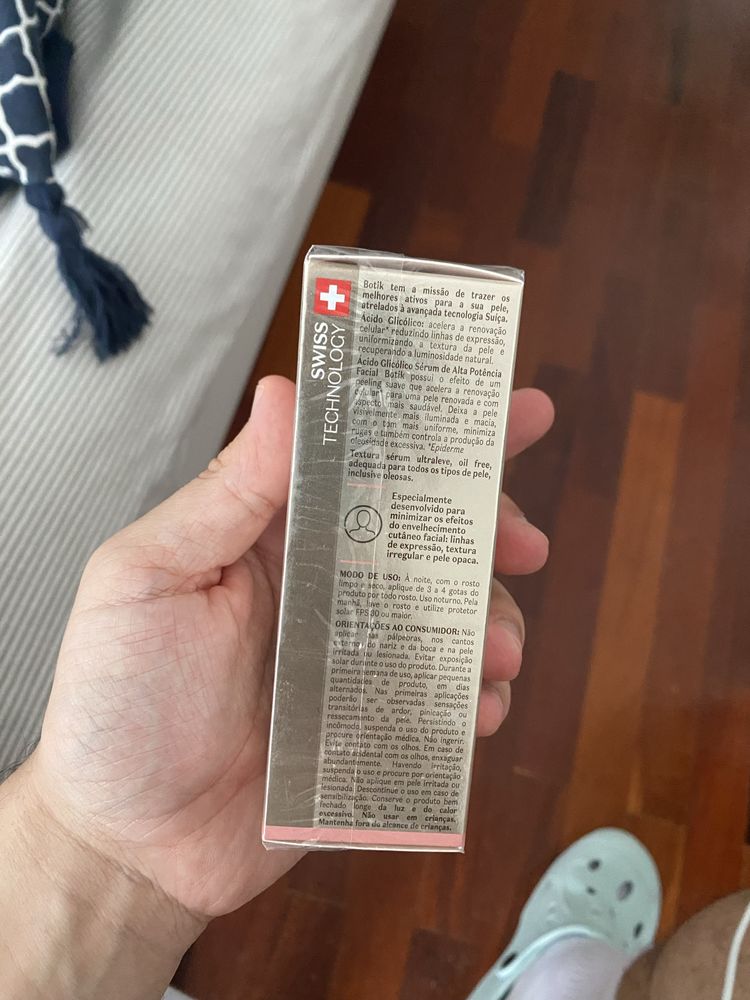 SWISS
TECHNOLOGY
Botik tem a missão de trazer os
melhores ativos para a sua pele,
atrelados à avançada tecnologia Suíça.
Ácido Glicólico: acelera a renovação
celular* reduzindo linhas de expressão,
uniformizando a textura da pele e
recuperando a luminosidade natural.
Ácido Glicólico Sérum de Alta Potência
Facial Botik possui o efeito de um
peeling suave que acelera a renovação
celular para uma pele renovada e com
aspecto mais saudável. Deixa a pele
visivelmente mais iluminada e macia,
com o tom mais uniforme, minimiza
rugas e também controla a produção da
oleosidade excessiva. *Epiderme
Textura sérum ultraleve, oil free,
adequada para todos os tipos de pele,
inclusive oleosas.
Especialmente
desenvolvido para
minimizar os efeitos
do envelhecimento
cutâneo facial: linhas
de expressão, textura
irregular e pele opaca.
MODO DE USO: À noite, com o rosto
limpo e seco, aplique de 3 a 4 gotas do
produto por todo rosto. Uso noturno. Pela
manhã, lave o rosto e utilize protetor
solar FPS 30 ou maior.
ORIENTAÇÕES AO CONSUMIDOR: Não
aplicar nas pálpebras, nos cantos
externos do nariz e da boca e na pele
irritada ou lesionada. Evitar exposição
solar durante o uso do produto. Durante a
primeira semana de uso, aplicar pequenas
quantidades de produto, em dias
alternados. Nas primeiras aplicações
poderão ser observadas sensações
transitórias de ardor, pinicação ou
ressecamento da pele. Persistindo o
incômodo, suspenda o uso do produto e
procure orientação médica. Não ingerir.
Evite contato com os olhos. Em caso de
contato acidental com os olhos, enxaguar
abundantemente. Havendo irritação,
suspenda o uso e procure por orientação
médica. Não aplique em pele irritada ou
lesionada. Descontinue o uso em caso de
sensibilização. Conserve o produto bem
fechado longe da luz e do calor
excessivo. Não usar em crianças.
Mantenha fora do alcance de crianças.